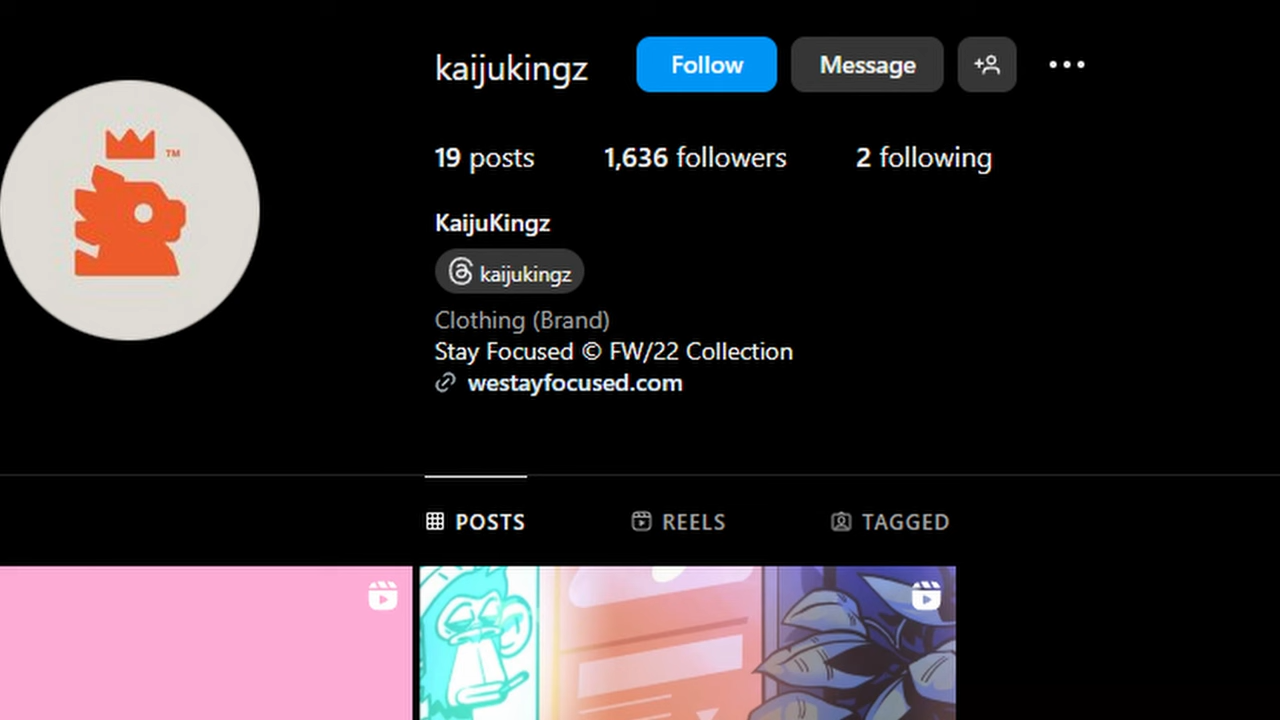 kaijukingz
Follow
Message
19 posts
1,636 followers
2 following
KaijuKingz
kaijukingz
Clothing (Brand)
Stay Focused © FW/22 Collection
westayfocused.com
POSTS
REELS
TAGGED
TM